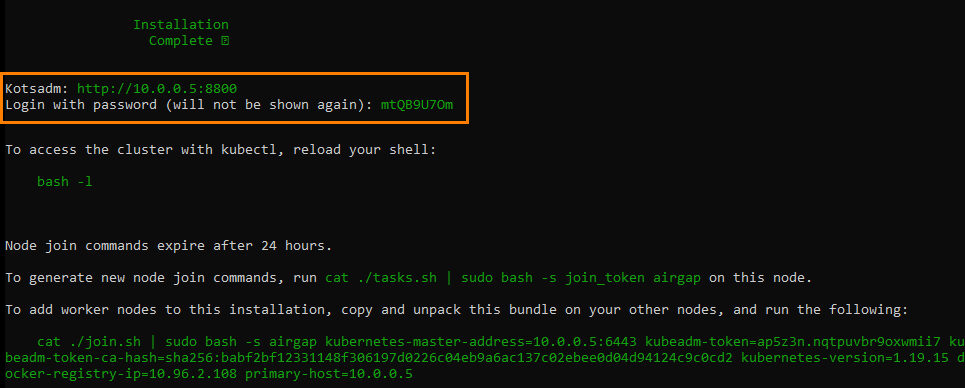 Installation
Complete
Kotsadm: http://10.0.0.5:8800
Login with password (will not be shown again): mtQB9U7Om
To access the cluster with kubectl, reload your shell:
bash -l
Node join commands expire after 24 hours.
To generate new node join commands, run cat ./tasks.sh | sudo bash -s join_token airgap on this node.
To add worker nodes to this installation, copy and unpack this bundle on your other nodes, and run the following:
cat ./join.sh | sudo bash -s airgap kubernetes-master-address=10.0.0.5:6443 kubeadm-token=ap5z3n.nqtpuvbr9oxwmii7 ku
beadm-token-ca-hash=sha256:babf2bf12331148f306197d0226c04eb9a6ac137c02ebee0d04d94124c9c0cd2 kubernetes-version=1.19.15 d
ocker-registry-ip=10.96.2.108 primary-host=10.0.0.5